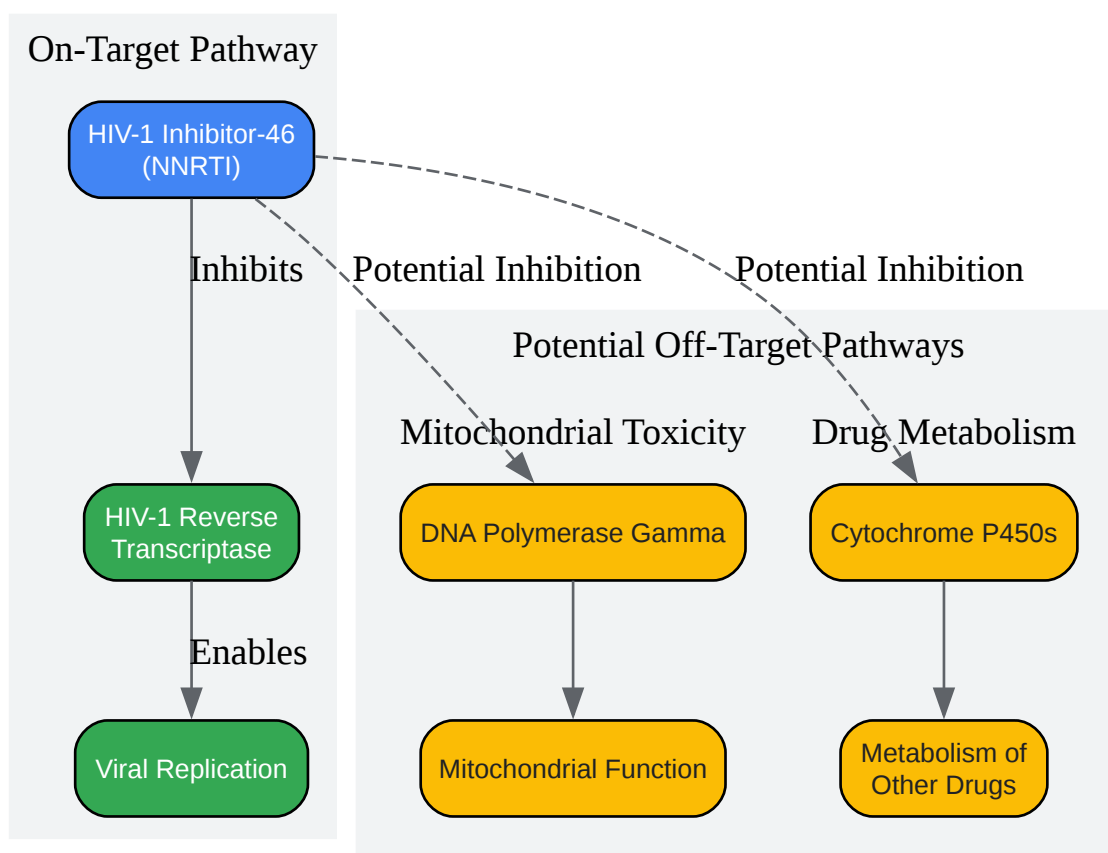 On-Target Pathway
HIV-1 Inhibitor-46
(NNRTI)
Inhibits
Potential Inhibition
Potential Inhibition
Potential Off-Target Pathways
Mitochondrial Toxicity
Drug Metabolism
HIV-1 Reverse
Transcriptase
DNA Polymerase Gamma
Cytochrome P450s
Enables
Viral Replication
Mitochondrial Function
Metabolism of
Other Drugs